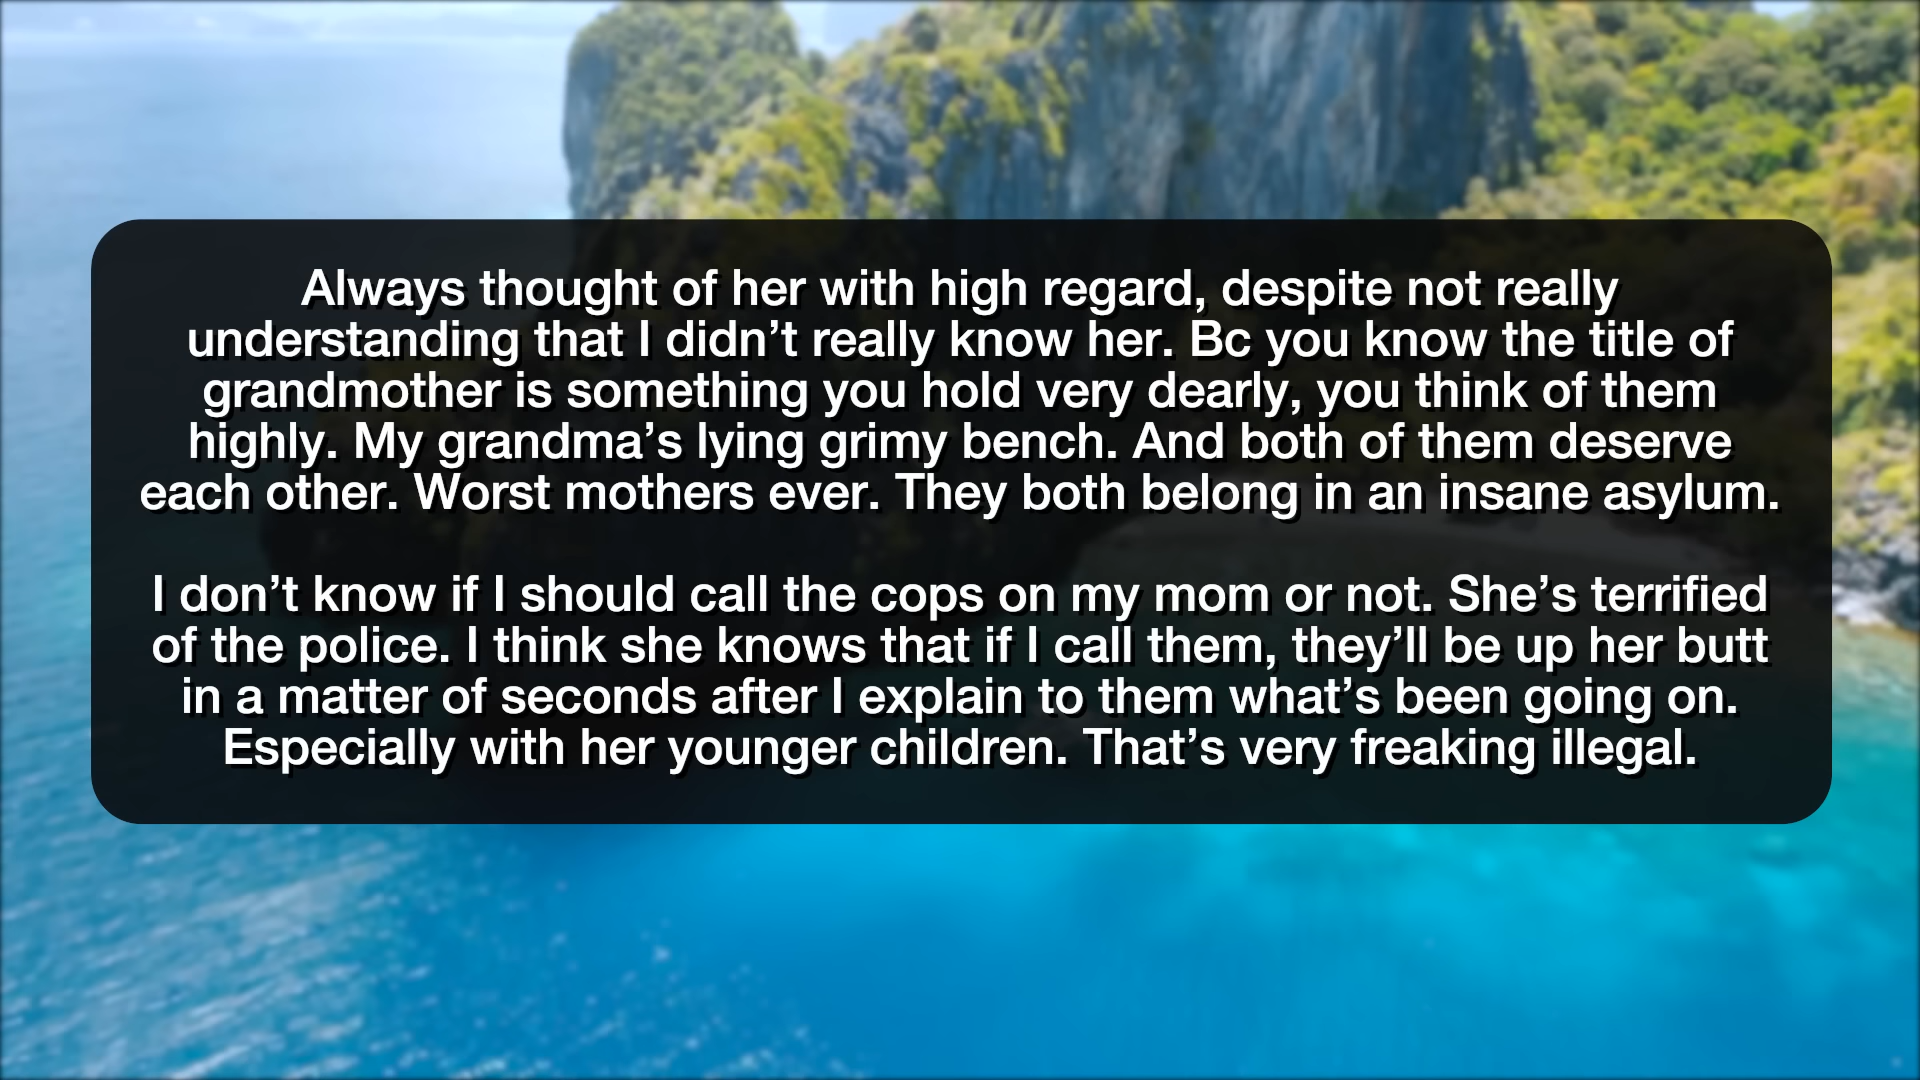 Always thought of her with high regard, despite not really
understanding that I didn’t really know her. Bc you know the title of
grandmother is something you hold very dearly, you think of them
highly. My grandma’s lying grimy bench. And both of them deserve
each other. Worst mothers ever. They both belong in an insane asylum.
I don’t know if I should call the cops on my mom or not. She’s terrified
of the police. I think she knows that if I call them, they’ll be up her butt
in a matter of seconds after I explain to them what’s been going on.
Especially with her younger children. That’s very freaking illegal.